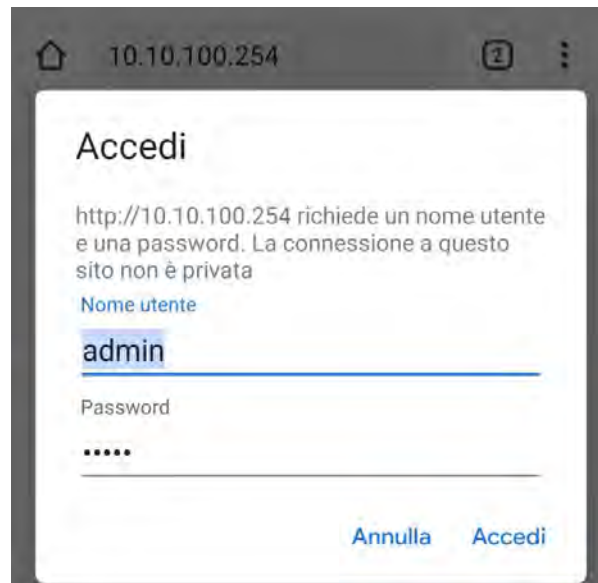 10.10.100.254
2
Accedi
http://10.10.100.254 richiede un nome utente
e una password. La connessione a questo
sito non è privata
Nome utente
admin
Password
•••••
Annulla Accedi